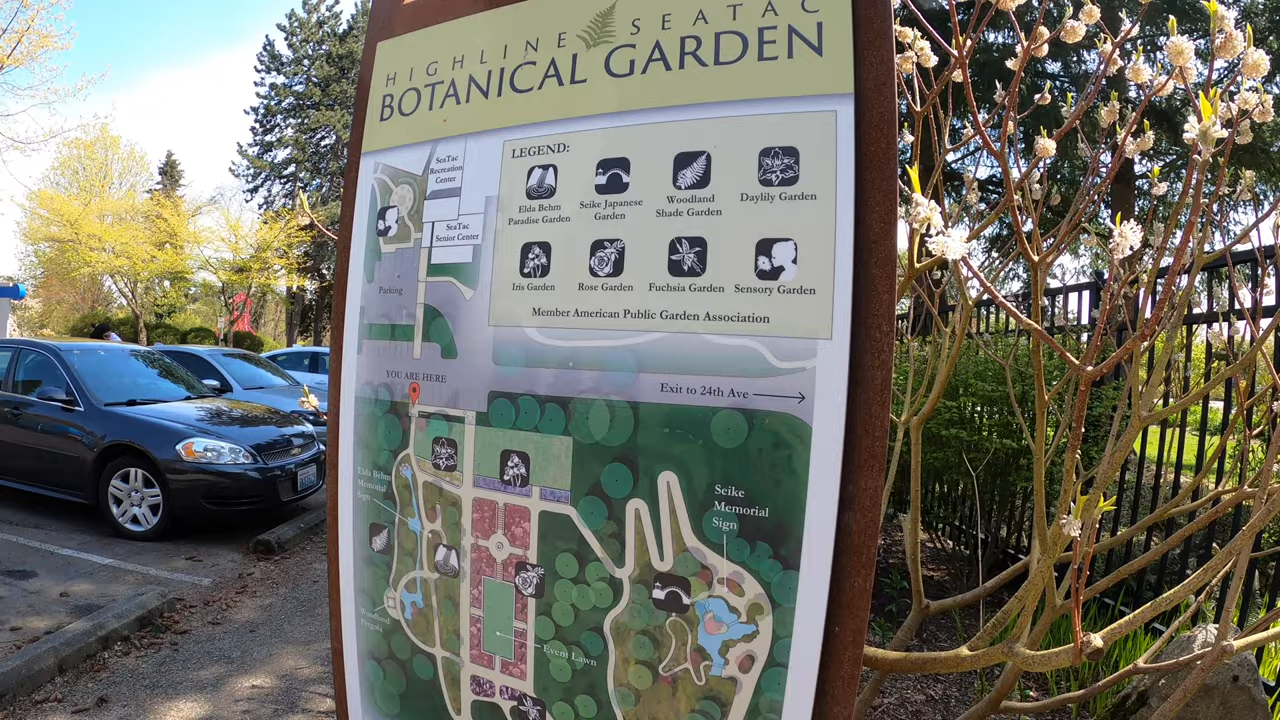 HIGHLINE SEATAC
BOTANICAL GARDEN
LEGEND:
Elda Behm
Paradise Garden
Seike Japanese
Garden
Woodland
Shade Garden
Daylily Garden
Iris Garden
Rose Garden
Fuchsia Garden
Sensory Garden
Member American Public Garden Association
SeaTac
Recreation
Center
SeaTac
Senior Center
Parking
YOU ARE HERE
Exit to 24th Ave
Elda Behm
Memorial
Sign
Seike
Memorial
Sign
Woodland
Pergola
Event Lawn